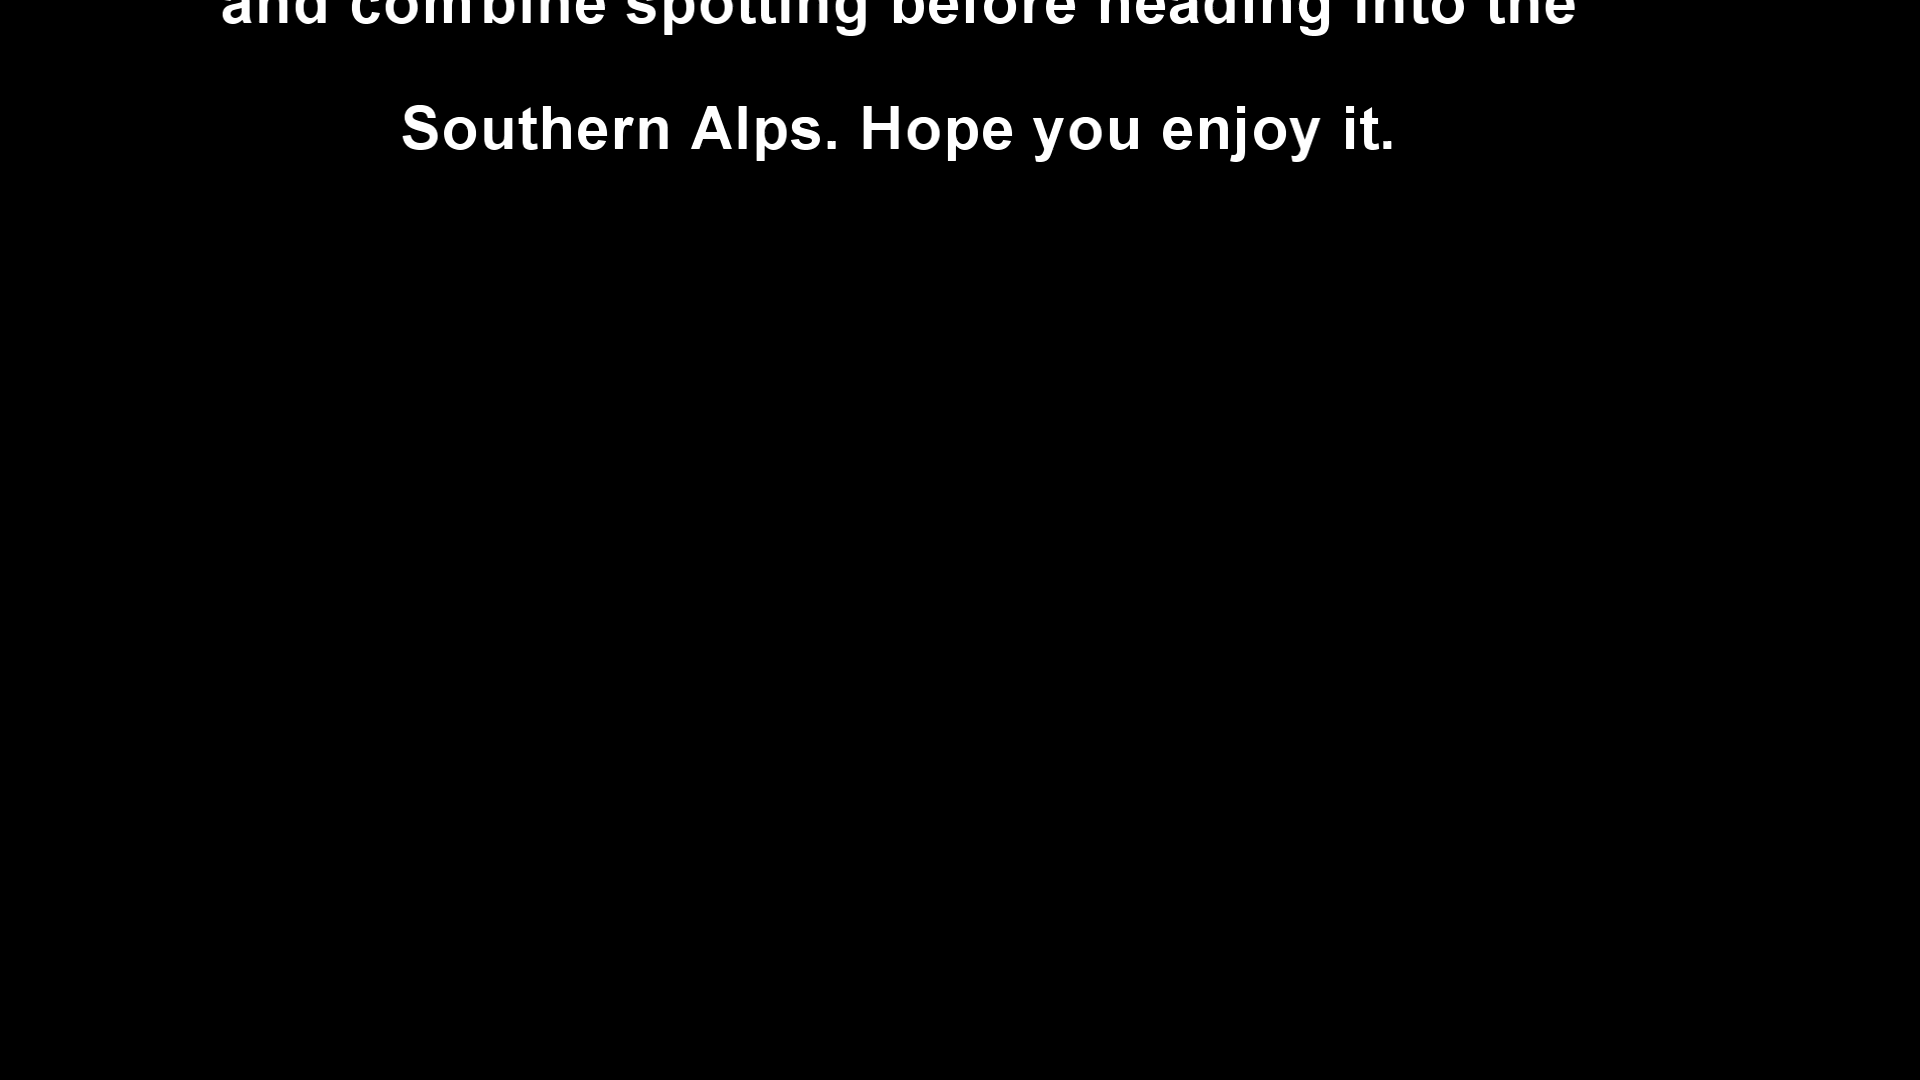 and combine spotting before heading into the
Southern Alps. Hope you enjoy it.